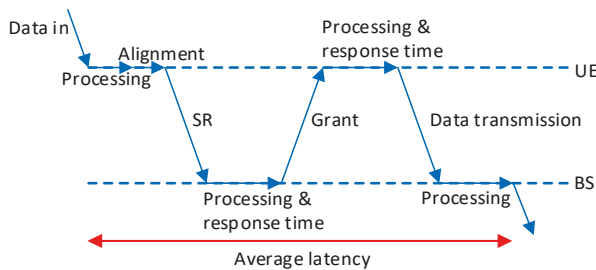 Data in
Processing &
response time
Alignment
Processing
UE
SR
Grant
Data transmission
BS
Processing &
response time
Processing
Average latency